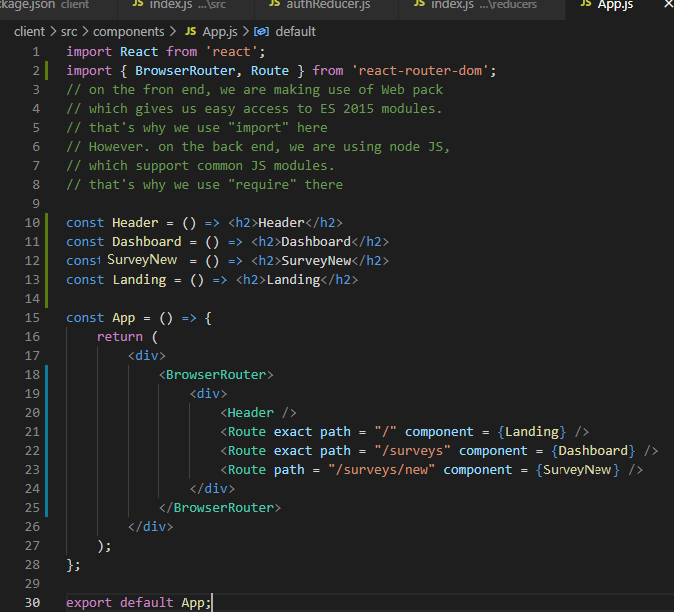 ckage.json client JS index.js ...\src JS authReducer.js JS index.js ...\reducers JS App.js ✕
client > src > components > JS App.js > default
1 import React from 'react';
2 import { BrowserRouter, Route } from 'react-router-dom';
3 // on the fron end, we are making use of Web pack
4 // which gives us easy access to ES 2015 modules.
5 // that's why we use "import" here
6 // However. on the back end, we are using node JS,
7 // which support common JS modules.
8 // that's why we use "require" there
9
10 const Header = () => <h2>Header</h2>
11 const Dashboard = () => <h2>Dashboard</h2>
12 const SurveyNew = () => <h2>SurveyNew</h2>
13 const Landing = () => <h2>Landing</h2>
14
15 const App = () => {
16 return (
17 <div>
18 <BrowserRouter>
19 <div>
20 <Header />
21 <Route exact path = "/" component = {Landing} />
22 <Route exact path = "/surveys" component = {Dashboard} />
23 <Route path = "/surveys/new" component = {SurveyNew} />
24 </div>
25 </BrowserRouter>
26 </div>
27 );
28 };
29
30 export default App;